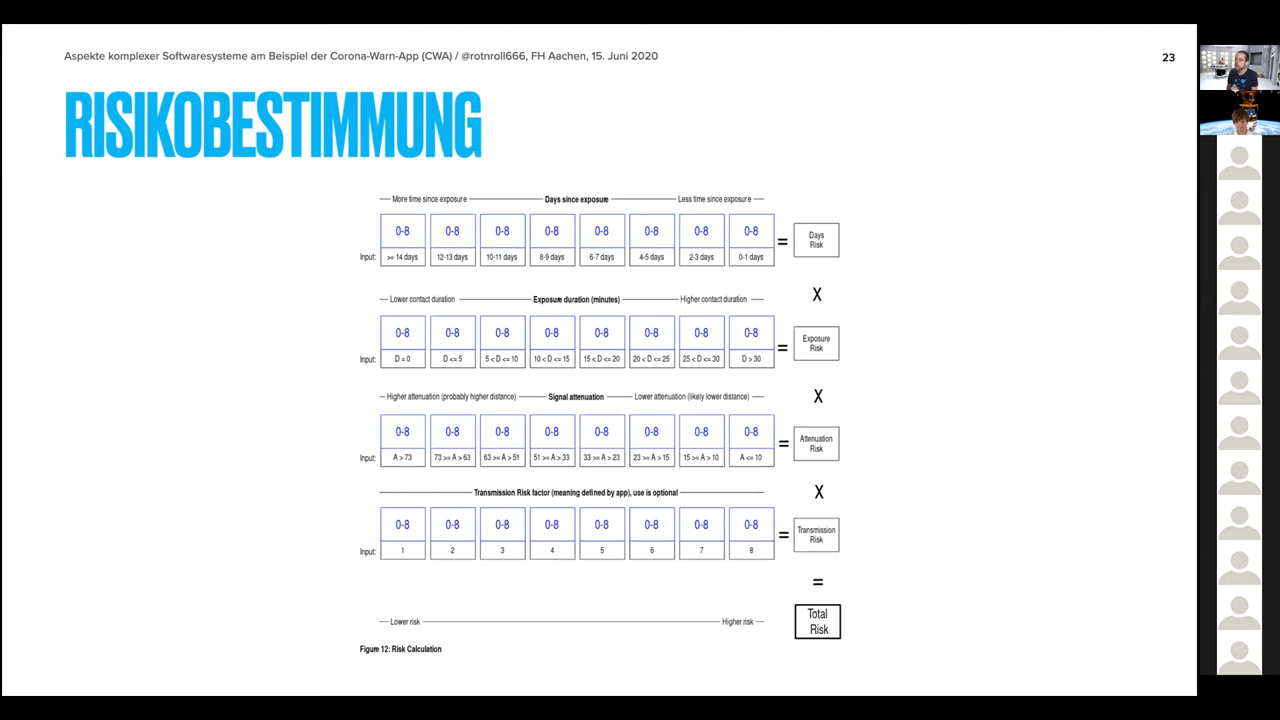 Aspekte komplexer Softwaresysteme am Beispiel der Corona-Warn-App (CWA) / @rotnroll666, FH Aachen, 15. Juni 2020
23
RISIKOBESTIMMUNG
More time since exposure Days since exposure Less time since exposure
0-8 0-8 0-8 0-8 0-8 0-8 0-8 0-8 = Days Risk
Input: >= 14 days 12-13 days 10-11 days 8-9 days 6-7 days 4-5 days 2-3 days 0-1 days
X
Lower contact duration Exposure duration (minutes) Higher contact duration
0-8 0-8 0-8 0-8 0-8 0-8 0-8 0-8 = Exposure Risk
Input: D = 0 D <= 5 5 < D <= 10 10 < D <= 15 15 < D <= 20 20 < D <= 25 25 < D <= 30 D > 30
X
Higher attenuation (probably higher distance) Signal attenuation Lower attenuation (likely lower distance)
0-8 0-8 0-8 0-8 0-8 0-8 0-8 0-8 = Attenuation Risk
Input: A > 73 73 >= A > 63 63 >= A > 51 51 >= A > 33 33 >= A > 23 23 >= A > 15 15 >= A > 10 A <= 10
X
Transmission Risk factor (meaning defined by app), use is optional
0-8 0-8 0-8 0-8 0-8 0-8 0-8 0-8 = Transmission Risk
Input: 1 2 3 4 5 6 7 8
=
Lower risk Higher risk Total Risk
Figure 12: Risk Calculation